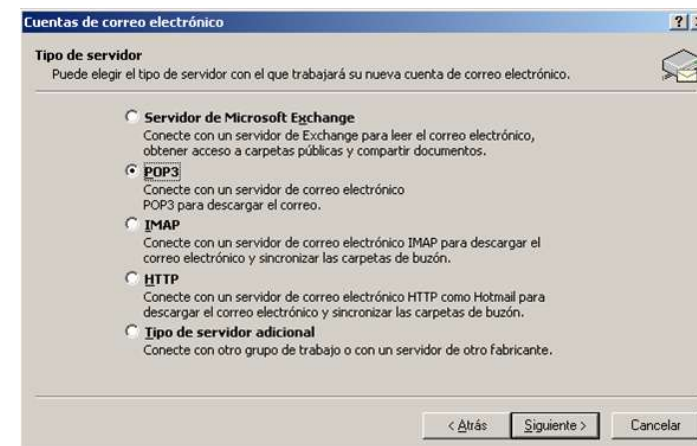 Cuentas de correo electrónico
Tipo de servidor
Puede elegir el tipo de servidor con el que trabajará su nueva cuenta de correo electrónico.
Servidor de Microsoft Exchange
Conecte con un servidor de Exchange para leer el correo electrónico,
obtener acceso a carpetas públicas y compartir documentos.
POP3
Conecte con un servidor de correo electrónico
POP3 para descargar el correo.
IMAP
Conecte con un servidor de correo electrónico IMAP para descargar el
correo electrónico y sincronizar las carpetas de buzón.
HTTP
Conecte con un servidor de correo electrónico HTTP como Hotmail para
descargar el correo electrónico y sincronizar las carpetas de buzón.
Tipo de servidor adicional
Conecte con otro grupo de trabajo o con un servidor de otro fabricante.
< Atrás Siguiente > Cancelar